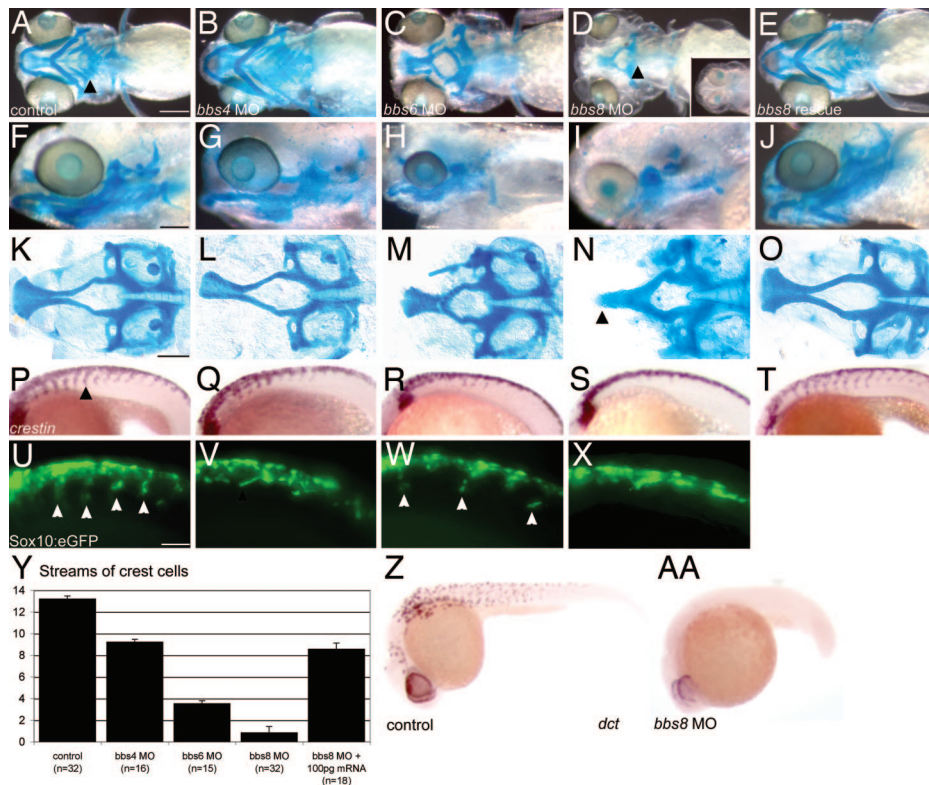 A B C D E
control
bbs4 MO
bbs6 MO
bbs8 MO
bbs8 rescue
F G H I J
K L M N O
P Q R S T
crestin
U V W X
Sox10:eGFP
Y Streams of crest cells
14
12
10
8
6
4
2
0
control
(n=32)
bbs4 MO
(n=16)
bbs6 MO
(n=15)
bbs8 MO
(n=32)
bbs8 MO +
100pg mRNA
(n=18)
Z AA
control
dct
bbs8 MO